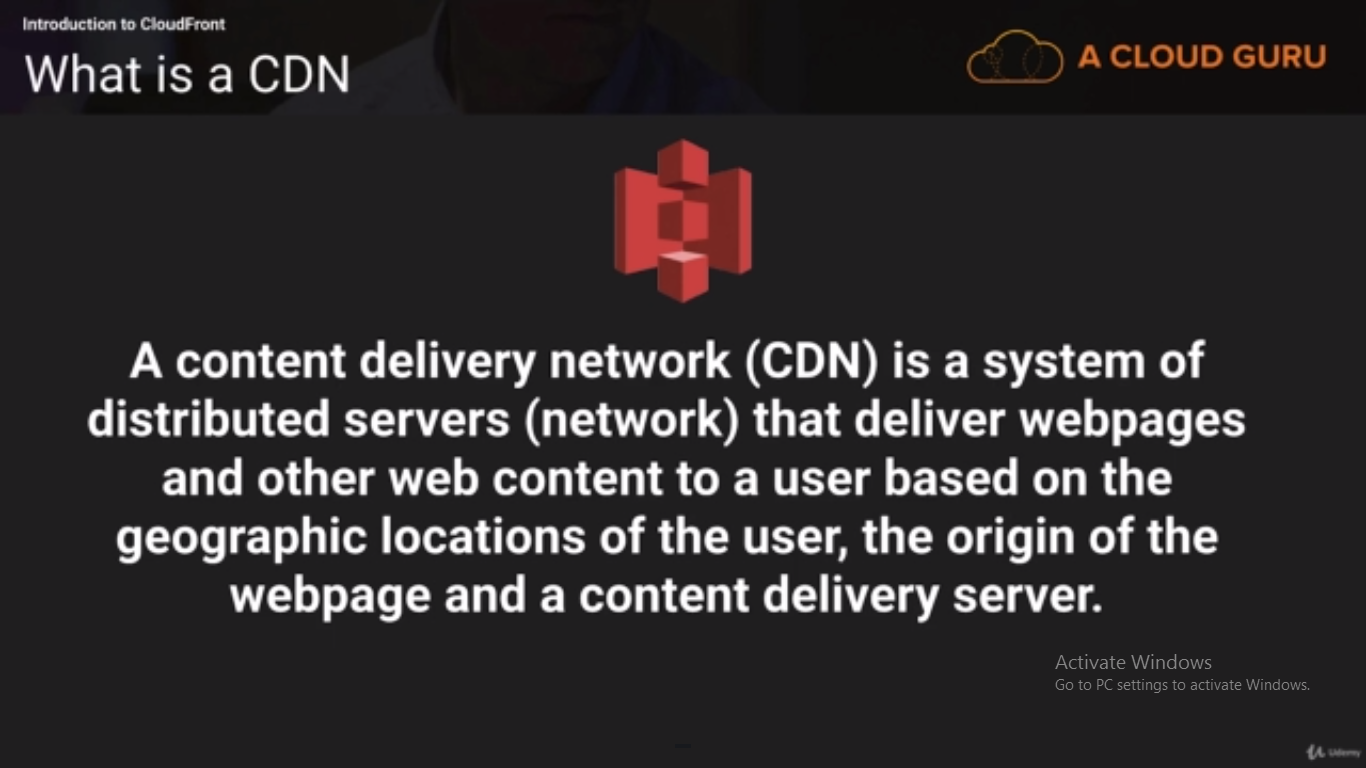 Introduction to CloudFront
What is a CDN
A CLOUD GURU
A content delivery network (CDN) is a system of
distributed servers (network) that deliver webpages
and other web content to a user based on the
geographic locations of the user, the origin of the
webpage and a content delivery server.
Activate Windows
Go to PC settings to activate Windows.
Udemy